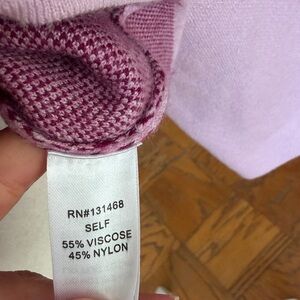 RN#131468
SELF
55% VISCOSE
45% NYLON